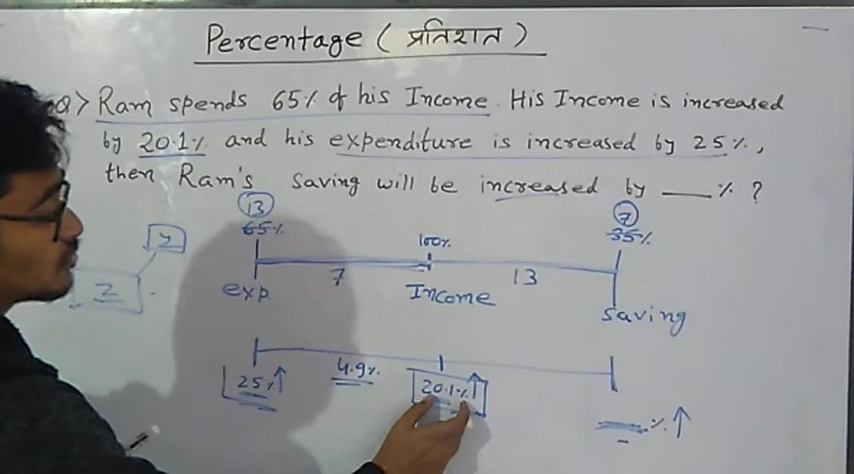 Percentage ( प्रतिशत )
Q> Ram spends 65% of his Income. His Income is increased
by 20.1% and his expenditure is increased by 25%,
then Ram's saving will be increased by ___% ?
13 7
65% 100% 35%
y
7 13
Z exp. Income Saving
4.9%
25%↑ 20.1%↑
___%↑